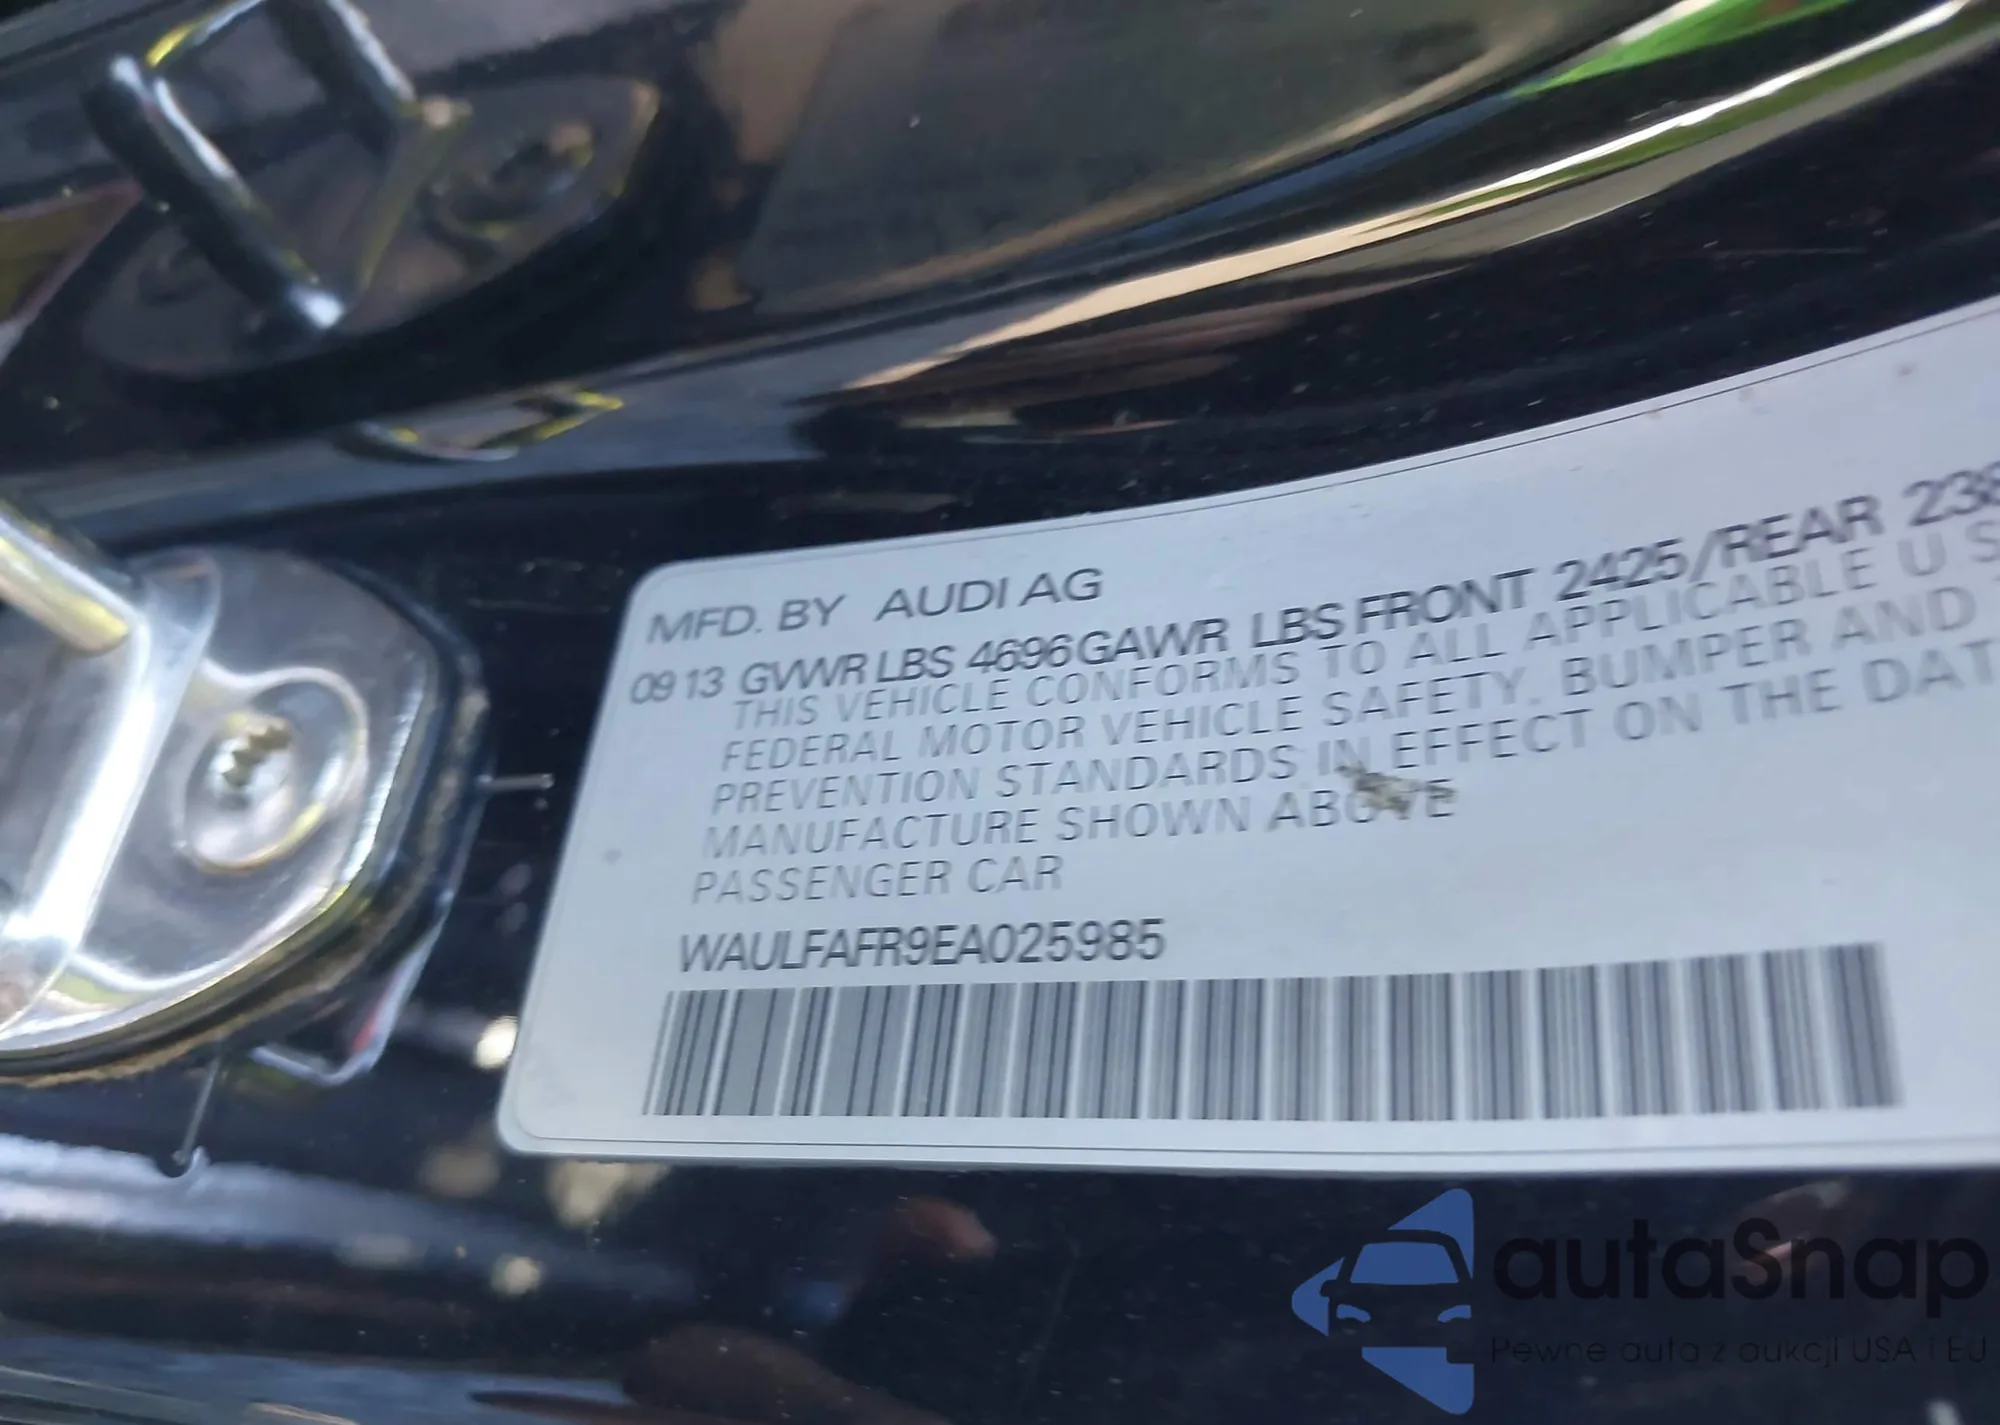 MFD. BY AUDI AG
09 13 GVWR LBS 4696 GAWR LBS FRONT 2425/REAR 238
THIS VEHICLE CONFORMS TO ALL APPLICABLE U S
FEDERAL MOTOR VEHICLE SAFETY. BUMPER AND
PREVENTION STANDARDS IN EFFECT ON THE DAT
MANUFACTURE SHOWN ABOVE
PASSENGER CAR
WAULFAFR9EA025985
autaSnap
Pewne auta z aukcji USA i EU